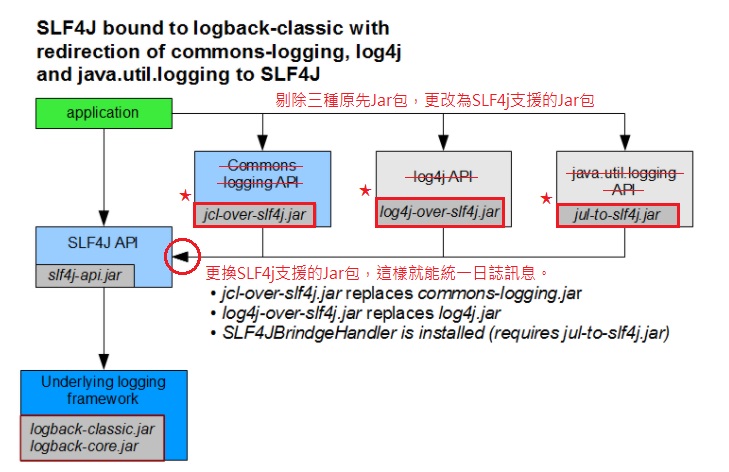 SLF4J bound to logback-classic with
redirection of commons-logging, log4j
and java.util.logging to SLF4J
剔除三種原先Jar包，更改為SLF4j支援的Jar包
application
Commons
logging API
jcl-over-slf4j.jar
log4j API
log4j-over-slf4j.jar
java.util.logging
API
jul-to-slf4j.jar
SLF4J API
slf4j-api.jar
更換SLF4j支援的Jar包，這樣就能統一日誌訊息。
• jcl-over-slf4j.jar replaces commons-logging.jar
• log4j-over-slf4j.jar replaces log4j.jar
• SLF4JBrindgeHandler is installed (requires jul-to-slf4j.jar)
Underlying logging
framework
logback-classic.jar
logback-core.jar